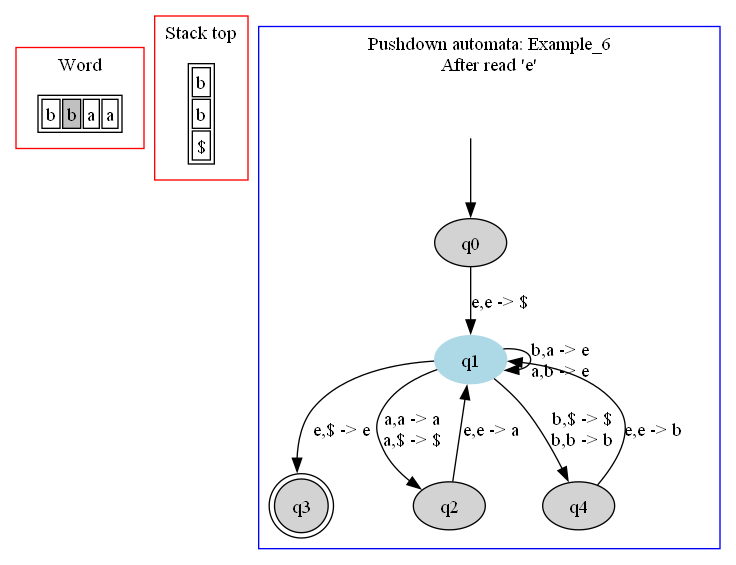 Word
b b a a
Stack top
b
b
$
Pushdown automata: Example_6
After read 'e'
q0
e,e -> $
q1
b,a -> e
a,b -> e
e,$ -> e
a,a -> a
a,$ -> $
e,e -> a
b,$ -> $
b,b -> b
e,e -> b
q3
q2
q4